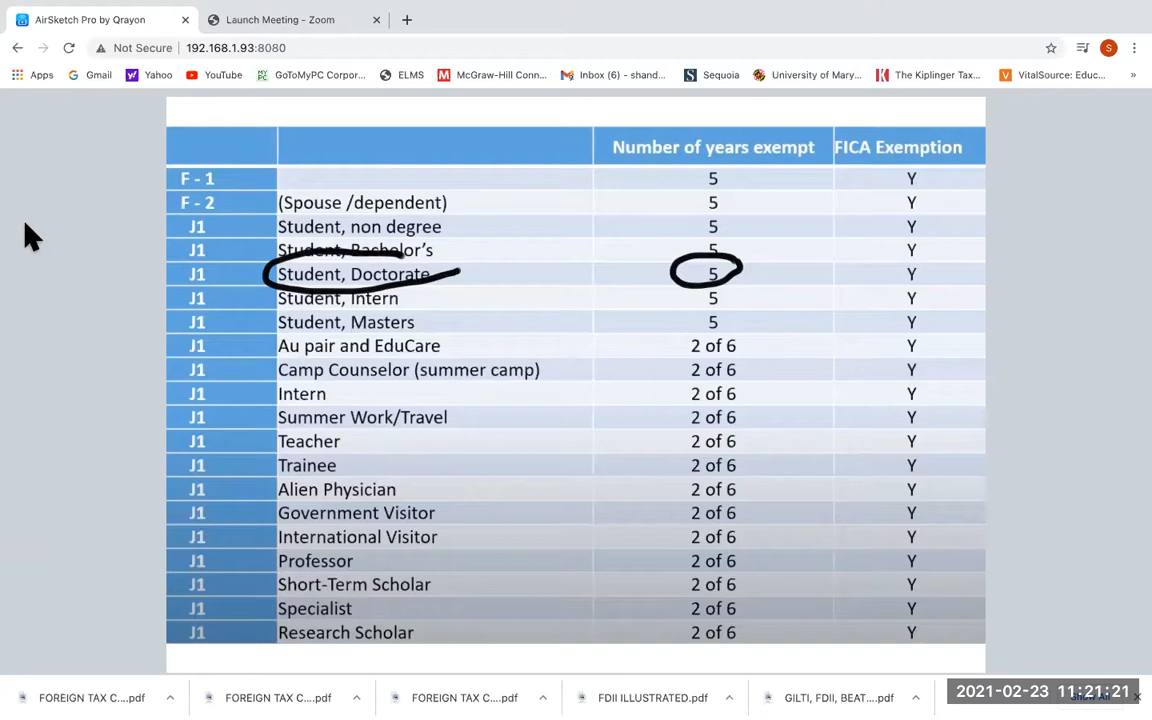 AirSketch Pro by Qrayon
Launch Meeting - Zoom
Not Secure
192.168.1.93:8080
S
Apps
Gmail
Yahoo
YouTube
GoToMyPC Corpor...
ELMS
McGraw-Hill Conn...
Inbox (6) - shand...
Sequoia
University of Mary...
The Kiplinger Tax...
VitalSource: Educ...
Number of years exempt FICA Exemption
F - 1 5 Y
F - 2 (Spouse /dependent) 5 Y
J1 Student, non degree 5 Y
J1 Student, Bachelor's 5 Y
J1 Student, Doctorate 5 Y
J1 Student, Intern 5 Y
J1 Student, Masters 5 Y
J1 Au pair and EduCare 2 of 6 Y
J1 Camp Counselor (summer camp) 2 of 6 Y
J1 Intern 2 of 6 Y
J1 Summer Work/Travel 2 of 6 Y
J1 Teacher 2 of 6 Y
J1 Trainee 2 of 6 Y
J1 Alien Physician 2 of 6 Y
J1 Government Visitor 2 of 6 Y
J1 International Visitor 2 of 6 Y
J1 Professor 2 of 6 Y
J1 Short-Term Scholar 2 of 6 Y
J1 Specialist 2 of 6 Y
J1 Research Scholar 2 of 6 Y
FOREIGN TAX C....pdf
FOREIGN TAX C....pdf
FOREIGN TAX C....pdf
FDII ILLUSTRATED.pdf
GILTI, FDII, BEAT....pdf
2021-02-23 11:21:21